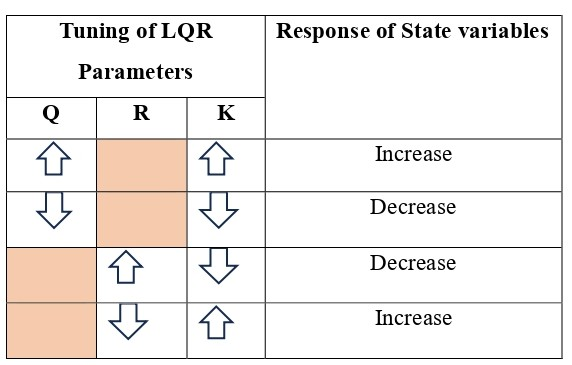 Tuning of LQR
Parameters
Response of State variables
Q R K
Increase
Decrease
Decrease
Increase